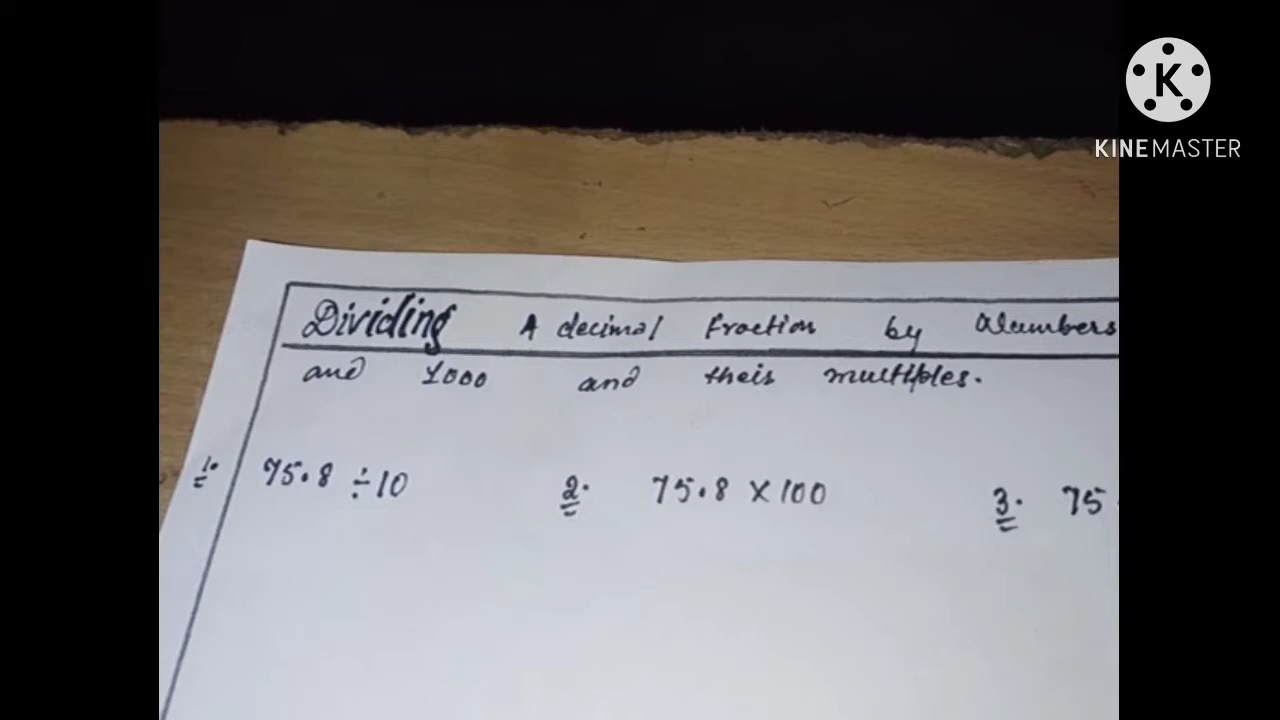 K
KINEMASTER
Dividing A decimal fraction by Numbers
and 1000 and their multiples.
1. 75.8 ÷ 10
2. 75.8 × 100
3. 75